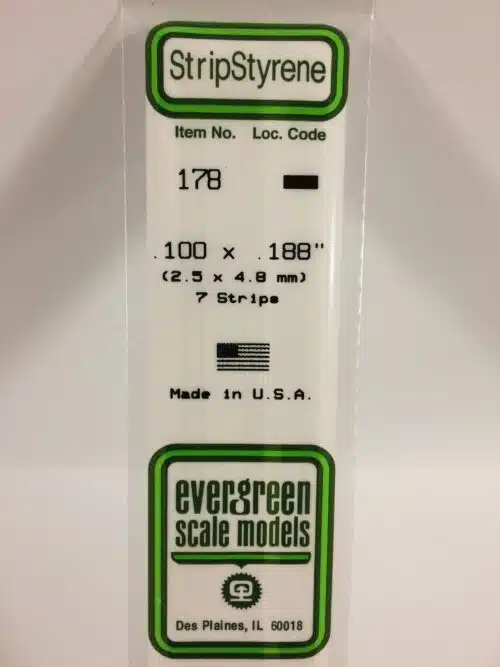 StripStyrene
Item No. Loc. Code
178
.100 x .188"
(2.5 x 4.8 mm)
7 Strips
Made in U.S.A.
evergreen
scale models
Des Plaines, IL 60018